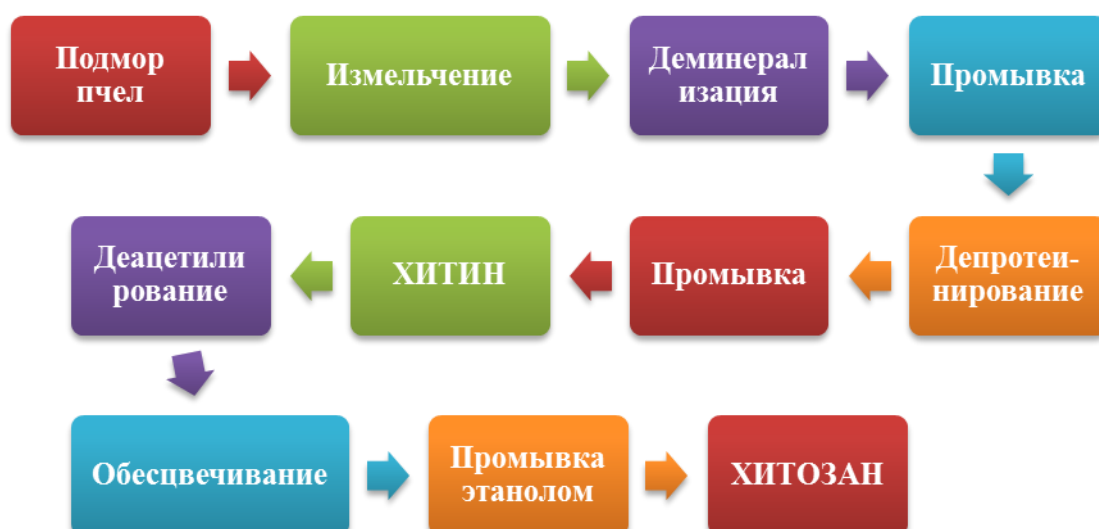 Подмор
пчел
Измельчение
Деминерал
изация
Промывка
Депротеи-
нирование
Промывка
ХИТИН
Деацетили
рование
Обесцвечивание
Промывка
этанолом
ХИТОЗАН